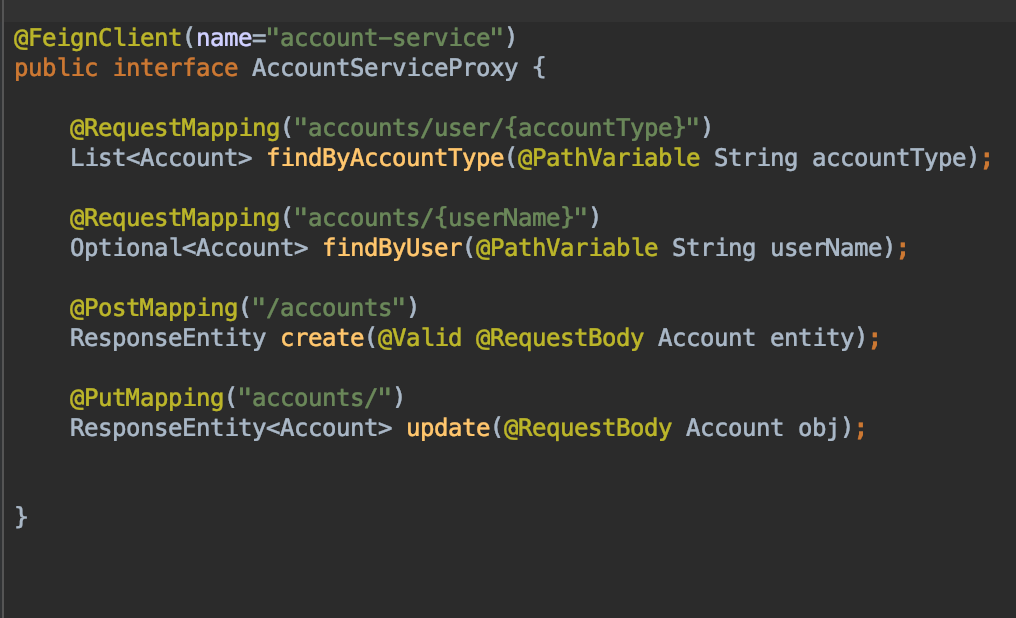 @FeignClient(name="account-service")
public interface AccountServiceProxy {
@RequestMapping("accounts/user/{accountType}")
List<Account> findByAccountType(@PathVariable String accountType);
@RequestMapping("accounts/{userName}")
Optional<Account> findByUser(@PathVariable String userName);
@PostMapping("/accounts")
ResponseEntity create(@Valid @RequestBody Account entity);
@PutMapping("accounts/")
ResponseEntity<Account> update(@RequestBody Account obj);
}